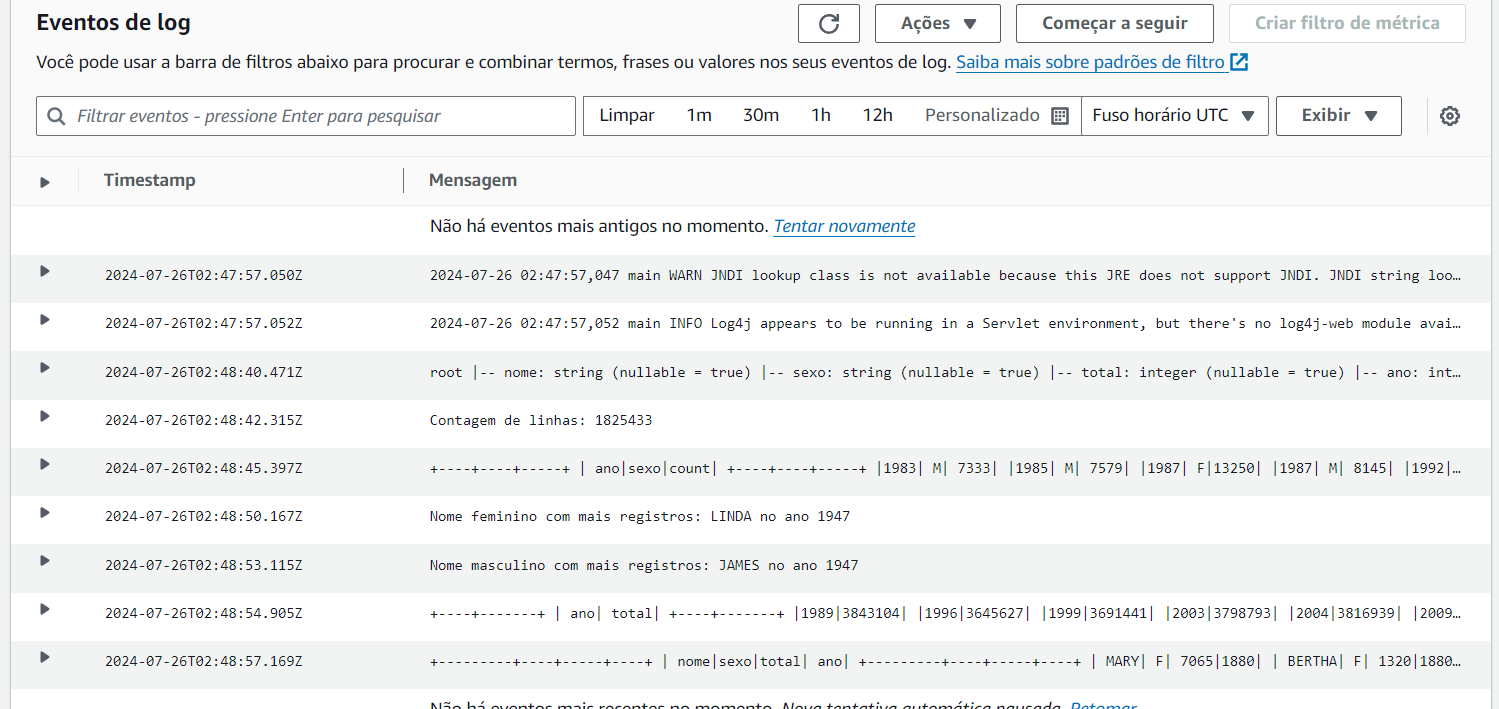 Eventos de log
Ações
Começar a seguir
Criar filtro de métrica
Você pode usar a barra de filtros abaixo para procurar e combinar termos, frases ou valores nos seus eventos de log. Saiba mais sobre padrões de filtro
Filtrar eventos - pressione Enter para pesquisar
Limpar 1m 30m 1h 12h Personalizado
Fuso horário UTC
Exibir
Timestamp Mensagem
Não há eventos mais antigos no momento. Tentar novamente
2024-07-26T02:47:57.050Z 2024-07-26 02:47:57,047 main WARN JNDI lookup class is not available because this JRE does not support JNDI. JNDI string loo…
2024-07-26T02:47:57.052Z 2024-07-26 02:47:57,052 main INFO Log4j appears to be running in a Servlet environment, but there's no log4j-web module avai…
2024-07-26T02:48:40.471Z root |-- nome: string (nullable = true) |-- sexo: string (nullable = true) |-- total: integer (nullable = true) |-- ano: int…
2024-07-26T02:48:42.315Z Contagem de linhas: 1825433
2024-07-26T02:48:45.397Z +----+----+-----+ | ano|sexo|count| +----+----+-----+ |1983| M| 7333| |1985| M| 7579| |1987| F|13250| |1987| M| 8145| |1992|…
2024-07-26T02:48:50.167Z Nome feminino com mais registros: LINDA no ano 1947
2024-07-26T02:48:53.115Z Nome masculino com mais registros: JAMES no ano 1947
2024-07-26T02:48:54.905Z +----+-------+ | ano| total| +----+-------+ |1989|3843104| |1996|3645627| |1999|3691441| |2003|3798793| |2004|3816939| |2009…
2024-07-26T02:48:57.169Z +---------+----+-----+----+ | nome|sexo|total| ano| +---------+----+-----+----+ | MARY| F| 7065|1880| | BERTHA| F| 1320|1880…
Não há eventos mais recentes no momento. Nova tentativa automática pausada. Retomar